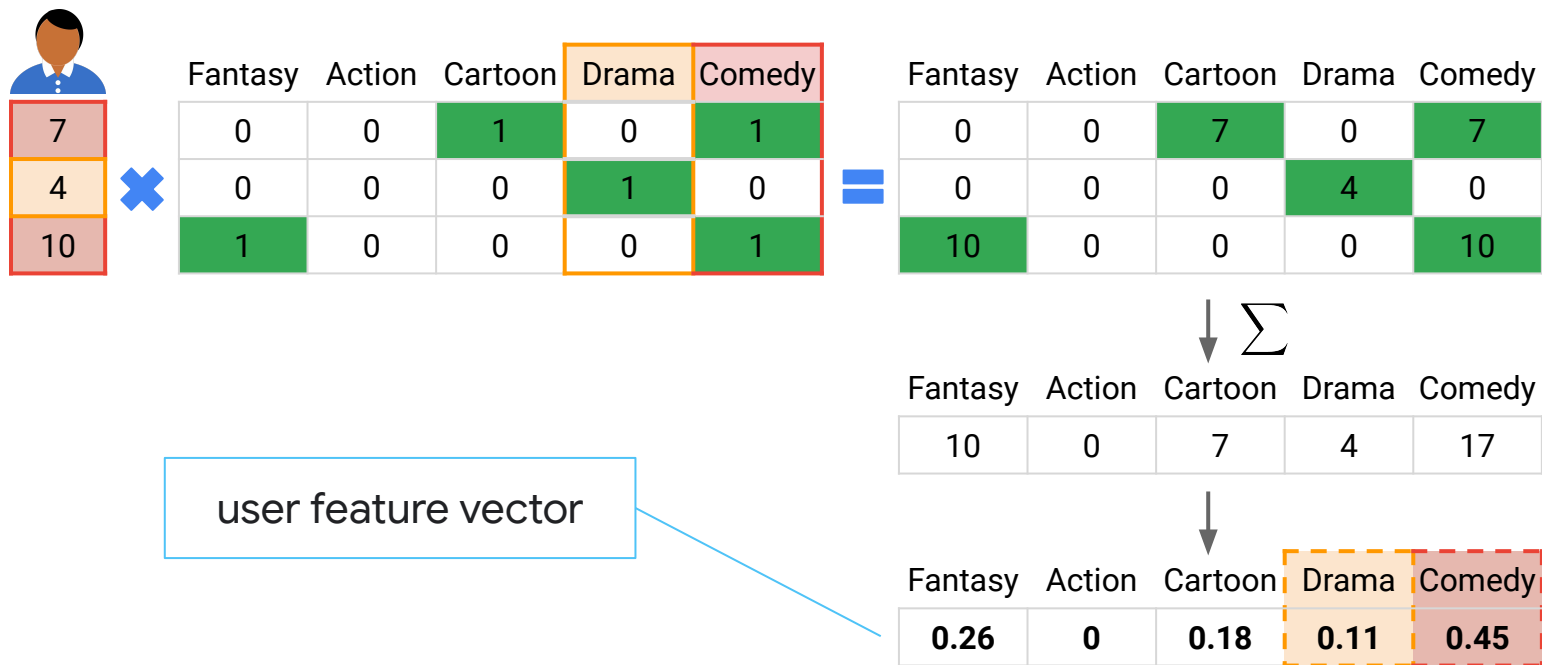 Fantasy Action Cartoon Drama Comedy Fantasy Action Cartoon Drama Comedy
7 0 0 1 0 1 0 0 7 0 7
4 0 0 0 1 0 0 0 0 4 0
10 1 0 0 0 1 10 0 0 0 10
∑
Fantasy Action Cartoon Drama Comedy
10 0 7 4 17
user feature vector
Fantasy Action Cartoon Drama Comedy
0.26 0 0.18 0.11 0.45